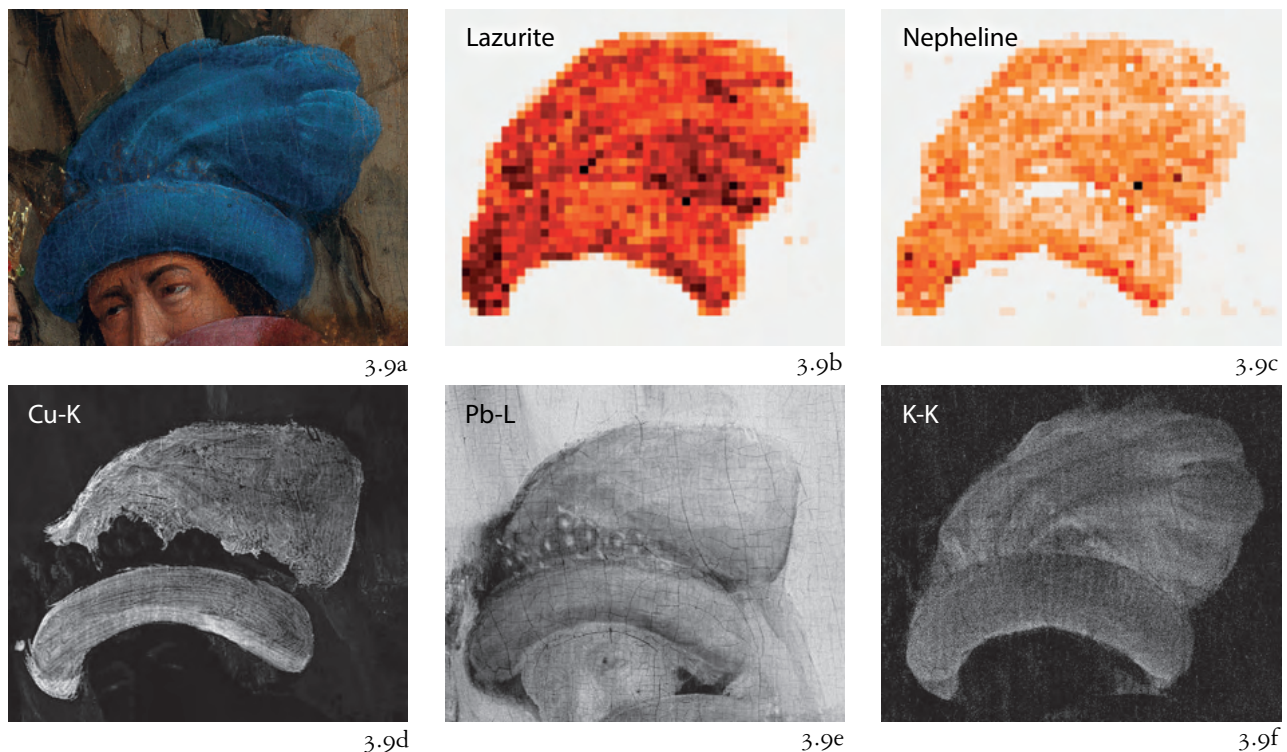 Lazurite
Nepheline
3.9a
3.9b
3.9c
Cu-K
Pb-L
K-K
3.9d
3.9e
3.9f